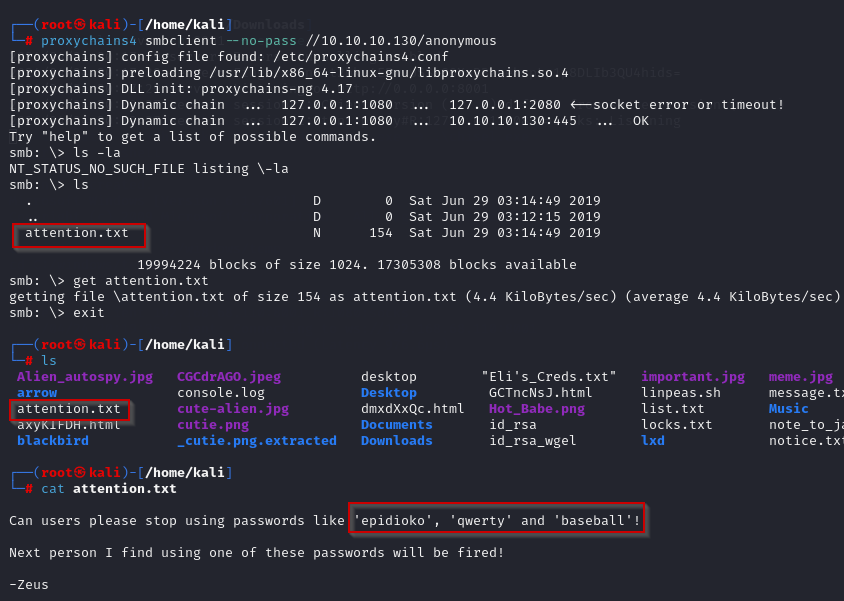 ┌──(root㉿kali)-[/home/kali]
└─# proxychains4 smbclient --no-pass //10.10.10.130/anonymous
[proxychains] config file found: /etc/proxychains4.conf
[proxychains] preloading /usr/lib/x86_64-linux-gnu/libproxychains.so.4
[proxychains] DLL init: proxychains-ng 4.17
[proxychains] Dynamic chain ... 127.0.0.1:1080 ... 127.0.0.1:2080 <--socket error or timeout!
[proxychains] Dynamic chain ... 127.0.0.1:1080 ... 10.10.10.130:445 ... OK
Try "help" to get a list of possible commands.
smb: \> ls -la
NT_STATUS_NO_SUCH_FILE listing \-la
smb: \> ls
. D 0 Sat Jun 29 03:14:49 2019
.. D 0 Sat Jun 29 03:12:15 2019
attention.txt N 154 Sat Jun 29 03:14:49 2019
19994224 blocks of size 1024. 17305308 blocks available
smb: \> get attention.txt
getting file \attention.txt of size 154 as attention.txt (4.4 KiloBytes/sec) (average 4.4 KiloBytes/sec)
smb: \> exit
┌──(root㉿kali)-[/home/kali]
└─# ls
Alien_autospy.jpg CGCdrAGO.jpeg desktop "Eli's_Creds.txt" important.jpg meme.jpg
arrow console.log Desktop GCTncNsJ.html linpeas.sh message.tx
attention.txt cute-alien.jpg dmxdXxQc.html Hot_Babe.png list.txt Music
cutie.png Documents id_rsa locks.txt note_to_ja
blackbird _cutie.png.extracted Downloads id_rsa_wgel lxd notice.txt
┌──(root㉿kali)-[/home/kali]
└─# cat attention.txt
Can users please stop using passwords like 'epidioko', 'qwerty' and 'baseball'!
Next person I find using one of these passwords will be fired!
-Zeus